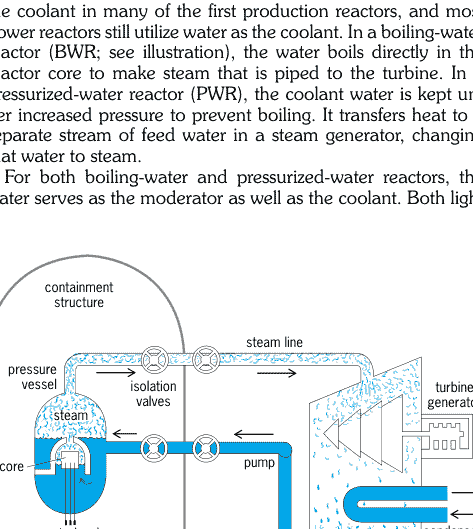 e coolant in many of the first production reactors, and mos
ower reactors still utilize water as the coolant. In a boiling-wate
actor (BWR; see illustration), the water boils directly in th
actor core to make steam that is piped to the turbine. In
ressurized-water reactor (PWR), the coolant water is kept un
er increased pressure to prevent boiling. It transfers heat to
eparate stream of feed water in a steam generator, changin
at water to steam.
For both boiling-water and pressurized-water reactors, th
ater serves as the moderator as well as the coolant. Both ligh
containment
structure
steam line
pressure
vessel
isolation
valves
turbine
generato
steam
core
pump